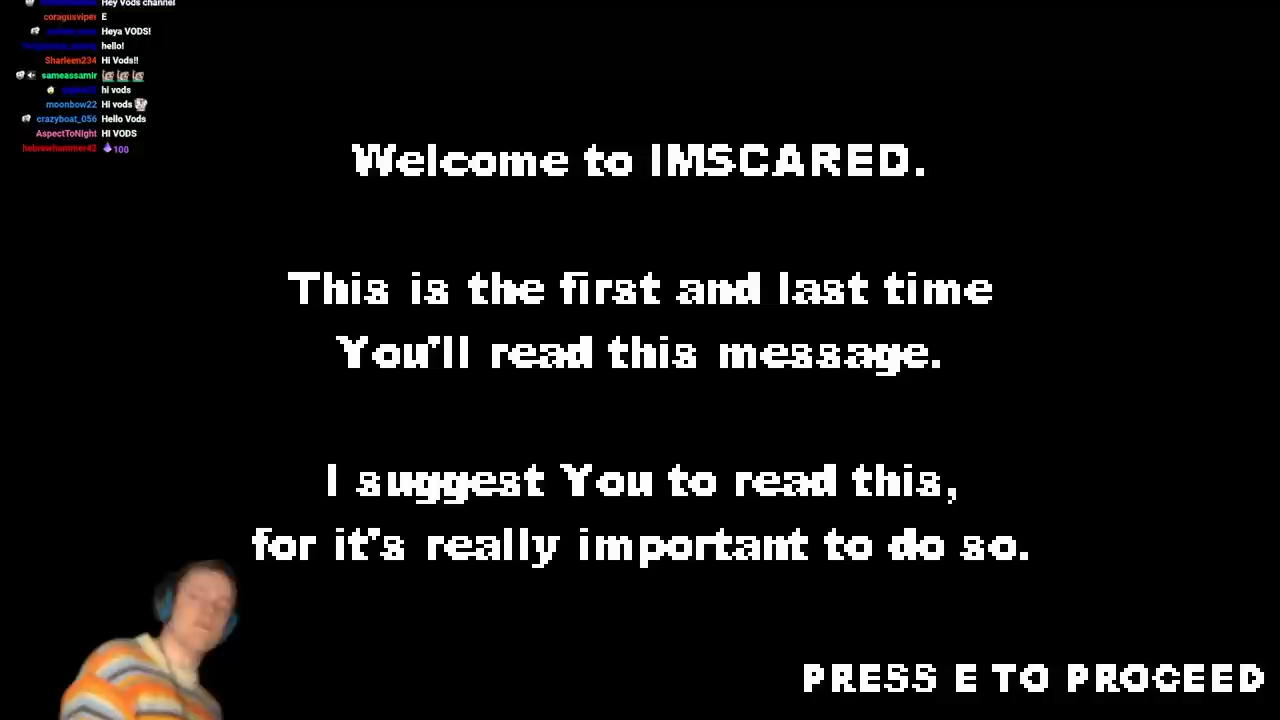 Hey Vods channel
coragusviper E
Heya VODS!
hello!
Sharleen234 Hi Vods!!
sameassamir
hi vods
moonbow22 Hi vods
crazyboat_056 Hello Vods
AspectToNight HI VODS
hebrewhammer42 100
Welcome to IMSCARED.
This is the first and last time
You'll read this message.
I suggest You to read this,
for it's really important to do so.
PRESS E TO PROCEED